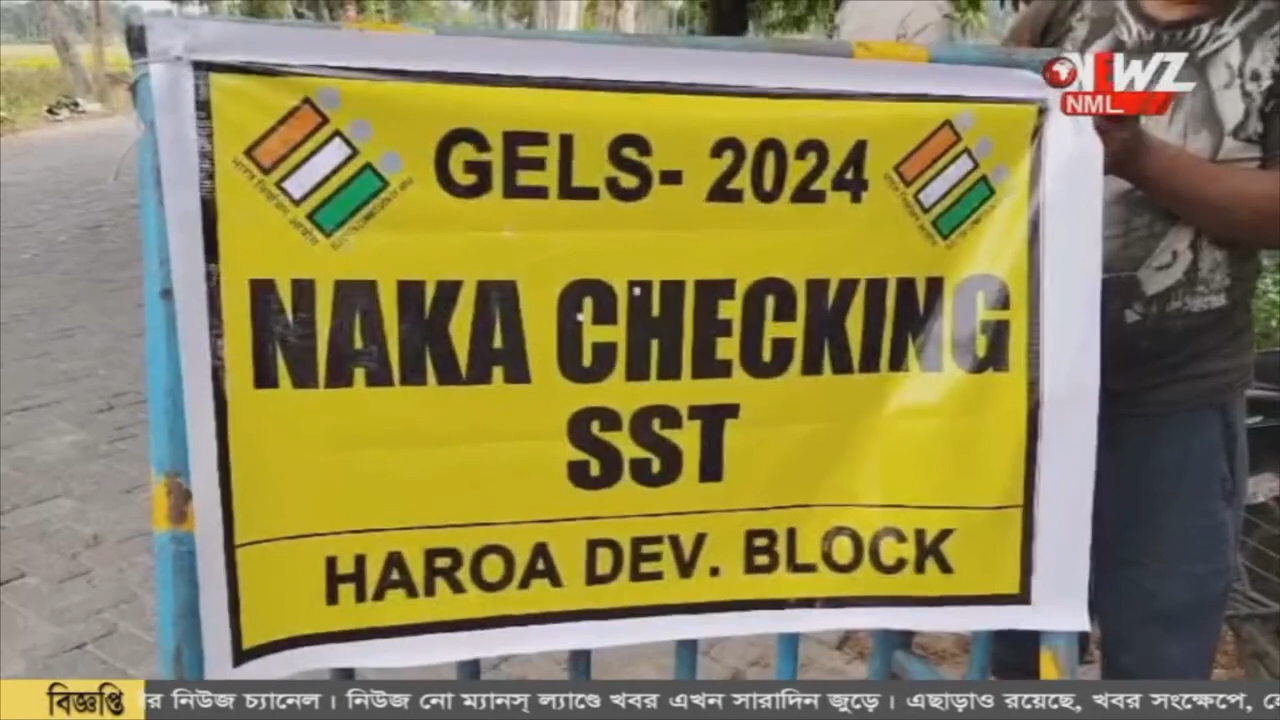 NEWZ
NML
GELS- 2024
NAKA CHECKING
SST
HAROA DEV. BLOCK
বিজ্ঞপ্তি
র নিউজ চ্যানেল। নিউজ নো ম্যানস্ ল্যাণ্ডে খবর এখন সারাদিন জুড়ে। এছাড়াও রয়েছে, খবর সংক্ষেপে,